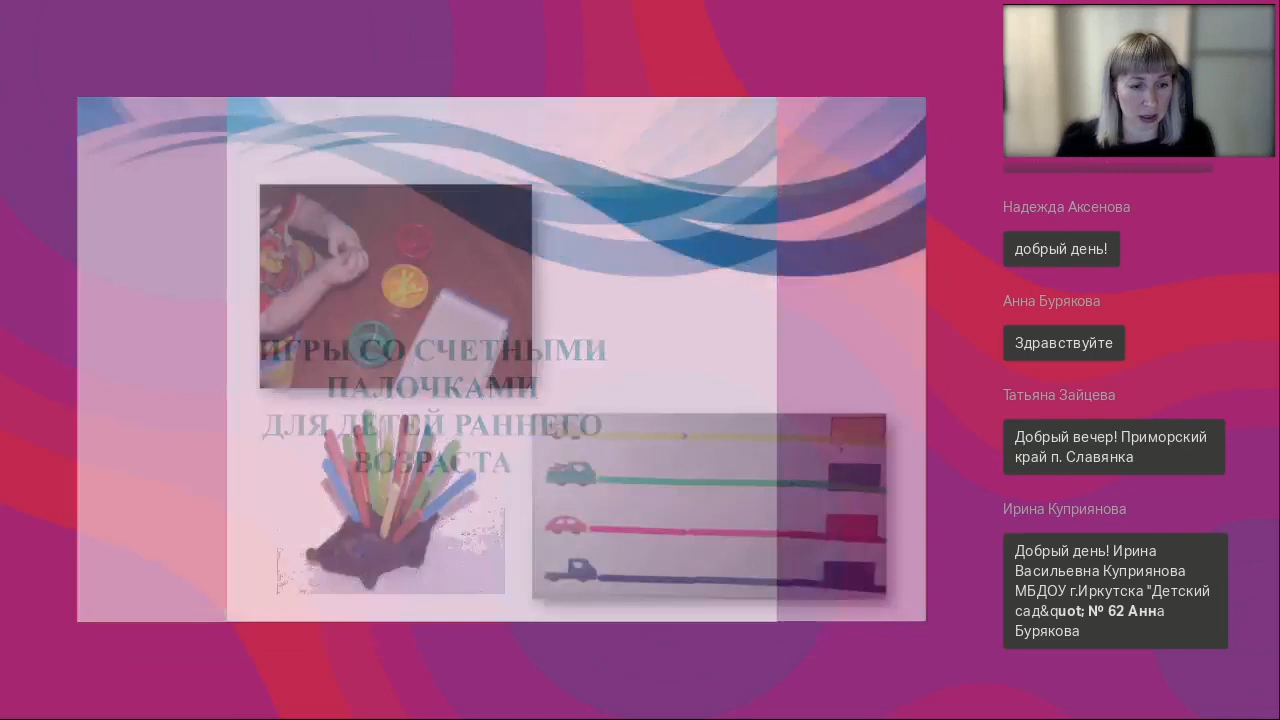 ИГРЫ СО СЧЕТНЫМИ
ПАЛОЧКАМИ
ДЛЯ ДЕТЕЙ РАННЕГО
ВОЗРАСТА
Надежда Аксенова
добрый день!
Анна Бурякова
Здравствуйте
Татьяна Зайцева
Добрый вечер! Приморский
край п. Славянка
Ирина Куприянова
Добрый день! Ирина
Васильевна Куприянова
МБДОУ г.Иркутска "Детский
сад&quot; № 62 Анна
Бурякова